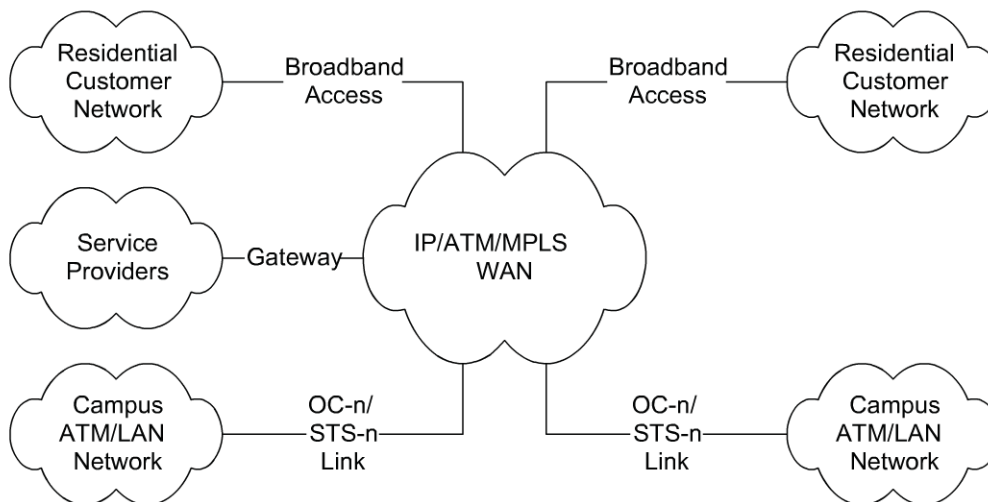 Residential
Customer
Network
Broadband
Access
Broadband
Access
Residential
Customer
Network
Service
Providers
Gateway
IP/ATM/MPLS
WAN
Campus
ATM/LAN
Network
OC-n/
STS-n
Link
OC-n/
STS-n
Link
Campus
ATM/LAN
Network